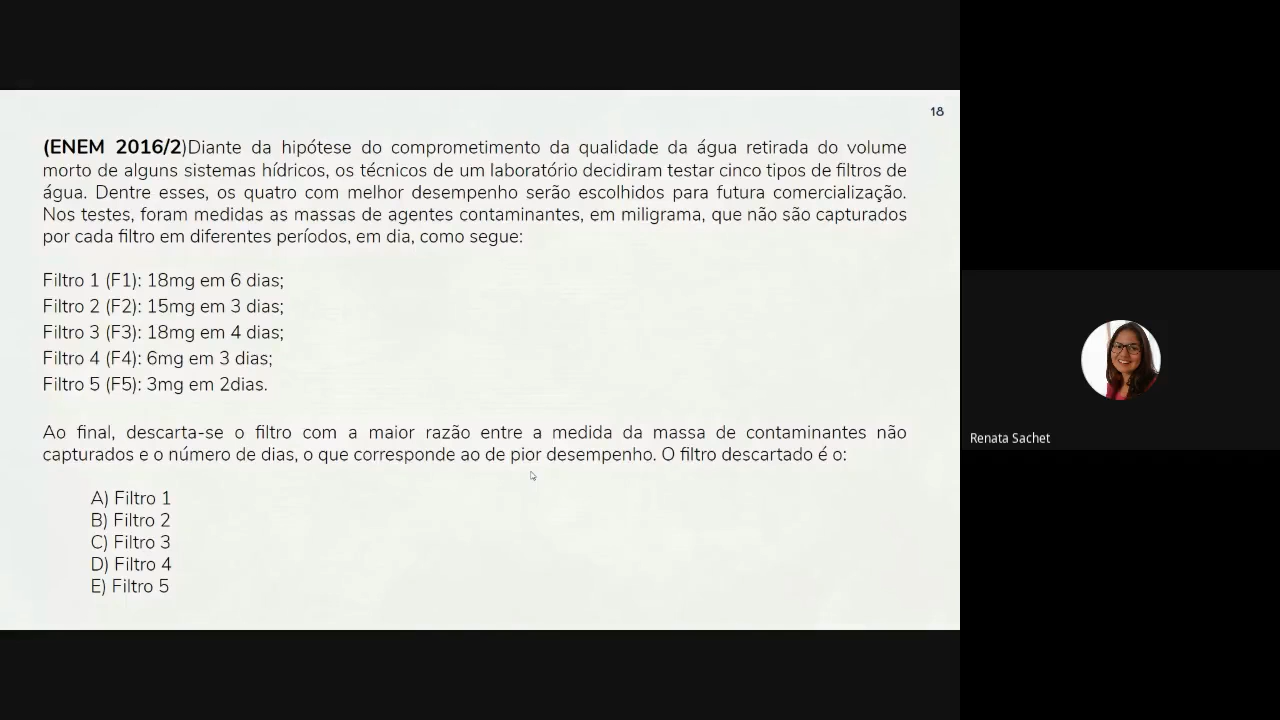 18
(ENEM 2016/2)Diante da hipótese do comprometimento da qualidade da água retirada do volume
morto de alguns sistemas hídricos, os técnicos de um laboratório decidiram testar cinco tipos de filtros de
água. Dentre esses, os quatro com melhor desempenho serão escolhidos para futura comercialização.
Nos testes, foram medidas as massas de agentes contaminantes, em miligrama, que não são capturados
por cada filtro em diferentes períodos, em dia, como segue:
Filtro 1 (F1): 18mg em 6 dias;
Filtro 2 (F2): 15mg em 3 dias;
Filtro 3 (F3): 18mg em 4 dias;
Filtro 4 (F4): 6mg em 3 dias;
Filtro 5 (F5): 3mg em 2dias.
Ao final, descarta-se o filtro com a maior razão entre a medida da massa de contaminantes não
capturados e o número de dias, o que corresponde ao de pior desempenho. O filtro descartado é o:
A) Filtro 1
B) Filtro 2
C) Filtro 3
D) Filtro 4
E) Filtro 5
Renata Sachet